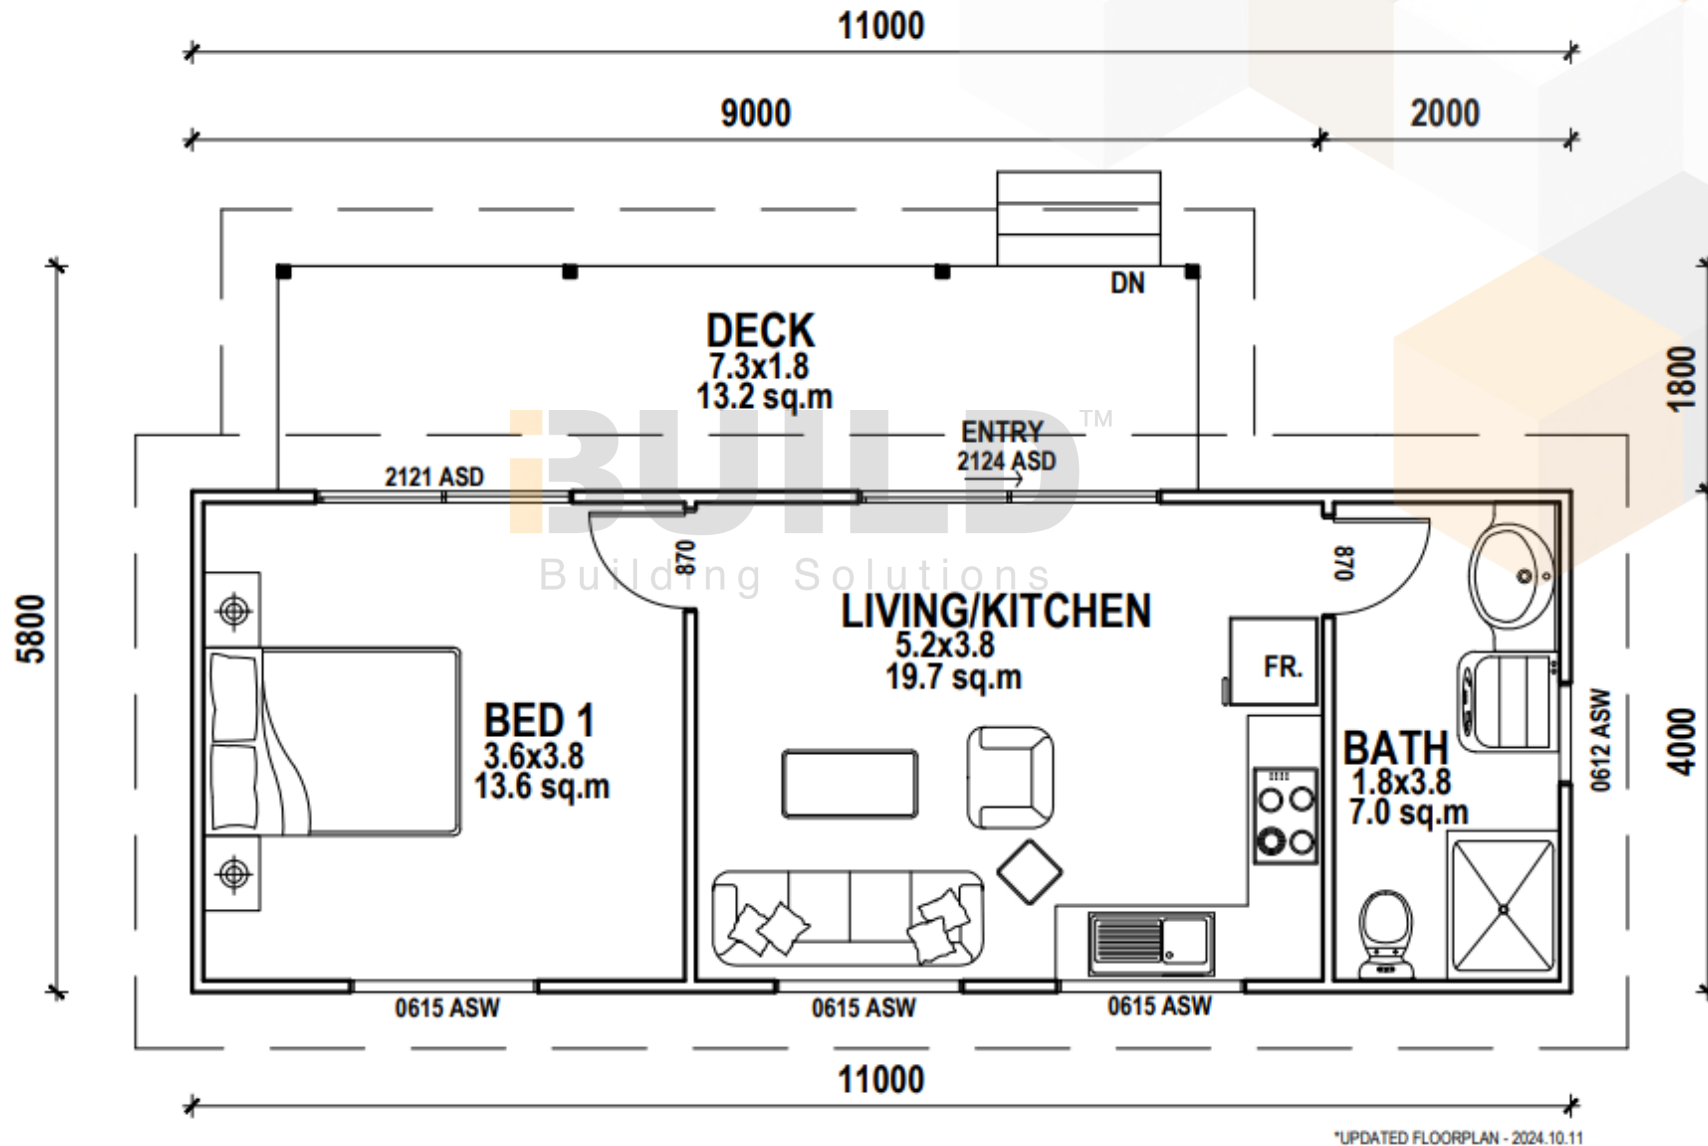 11000
9000
2000
DN
DECK
7.3x1.8
13.2 sq.m
1800
BUILD™
Building Solutions
ENTRY
2124 ASD
2121 ASD
870
870
5800
LIVING/KITCHEN
5.2x3.8
19.7 sq.m
FR.
BED 1
3.6x3.8
13.6 sq.m
BATH
1.8x3.8
7.0 sq.m
0612 ASW
4000
0615 ASW
0615 ASW
0615 ASW
11000
*UPDATED FLOORPLAN - 2024.10.11